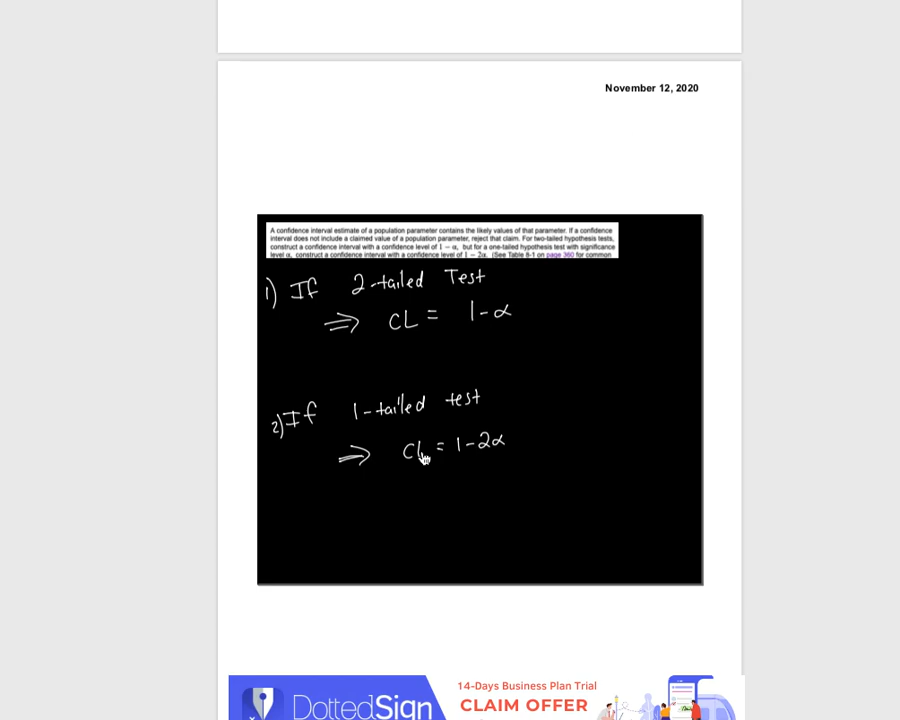 November 12, 2020
A confidence interval estimate of a population parameter contains the likely values of that parameter. If a confidence
interval does not include a claimed value of a population parameter, reject that claim. For two-tailed hypothesis tests,
construct a confidence interval with a confidence level of 1 − α, but for a one-tailed hypothesis test with significance
level α, construct a confidence interval with a confidence level of 1 − 2α. (See Table 8-1 on page 360 for common
1) If 2-tailed Test
⇒ CL = 1-α
2) If 1-tailed test
⇒ CL = 1-2α
14-Days Business Plan Trial
DottedSign
CLAIM OFFER